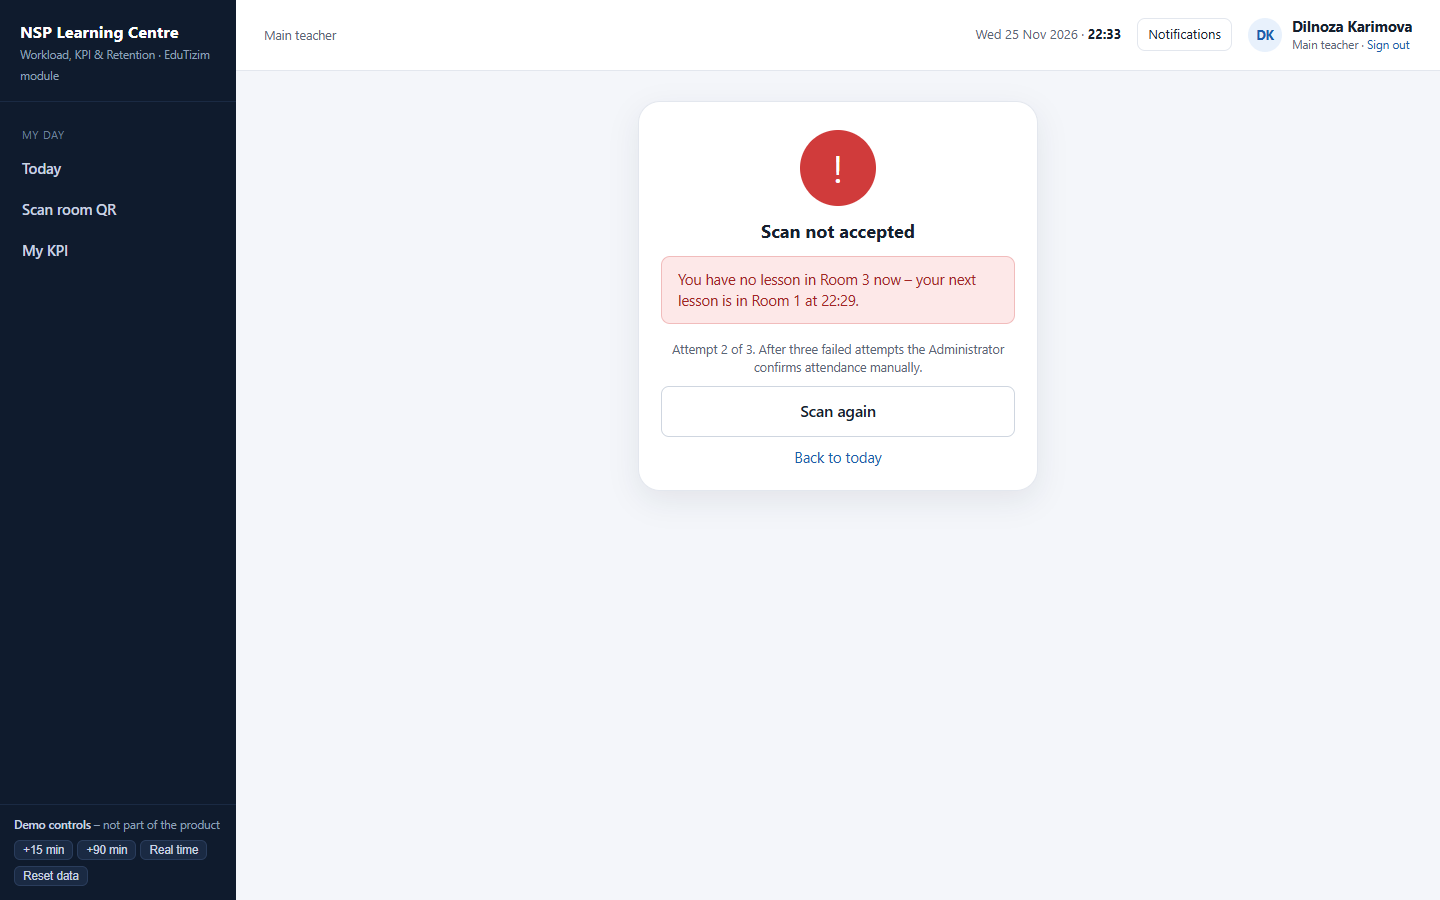 NSP Learning Centre
Workload, KPI & Retention · EduTizim
module
MY DAY
Today
Scan room QR
My KPI
Demo controls – not part of the product
+15 min
+90 min
Real time
Reset data
Main teacher
Wed 25 Nov 2026 · 22:33
Notifications
DK
Dilnoza Karimova
Main teacher · Sign out
!
Scan not accepted
You have no lesson in Room 3 now – your next
lesson is in Room 1 at 22:29.
Attempt 2 of 3. After three failed attempts the Administrator
confirms attendance manually.
Scan again
Back to today